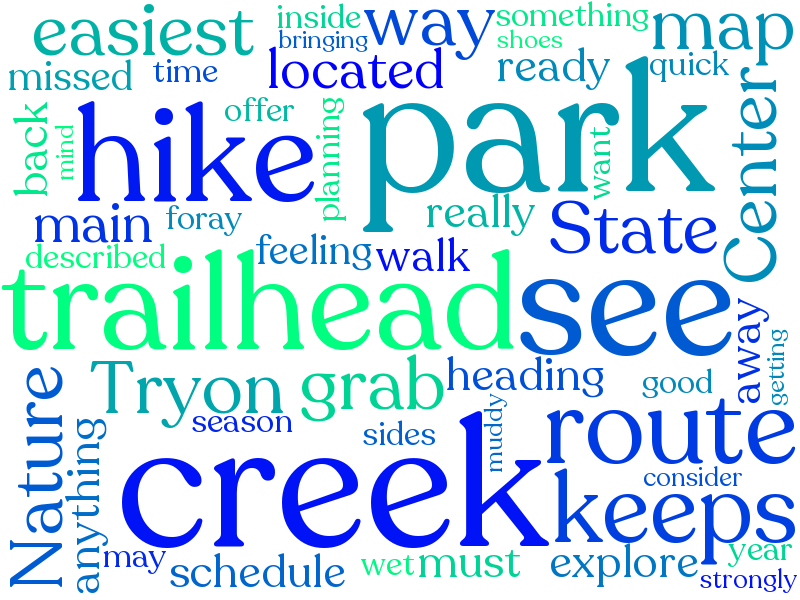 easiest
inside
bringing
way
something
shoes
map
missed
time
located
ready
quick
back
mind
hike
offer
planning
park
want
Center
main
foray
really
State
described
feeling
walk
trailhead
see
away
getting
Nature
Tryon
grab
heading
good
anything
season
sides
muddy
route
creek
keeps
consider
may
schedule
wet
must
explore
year
strongly